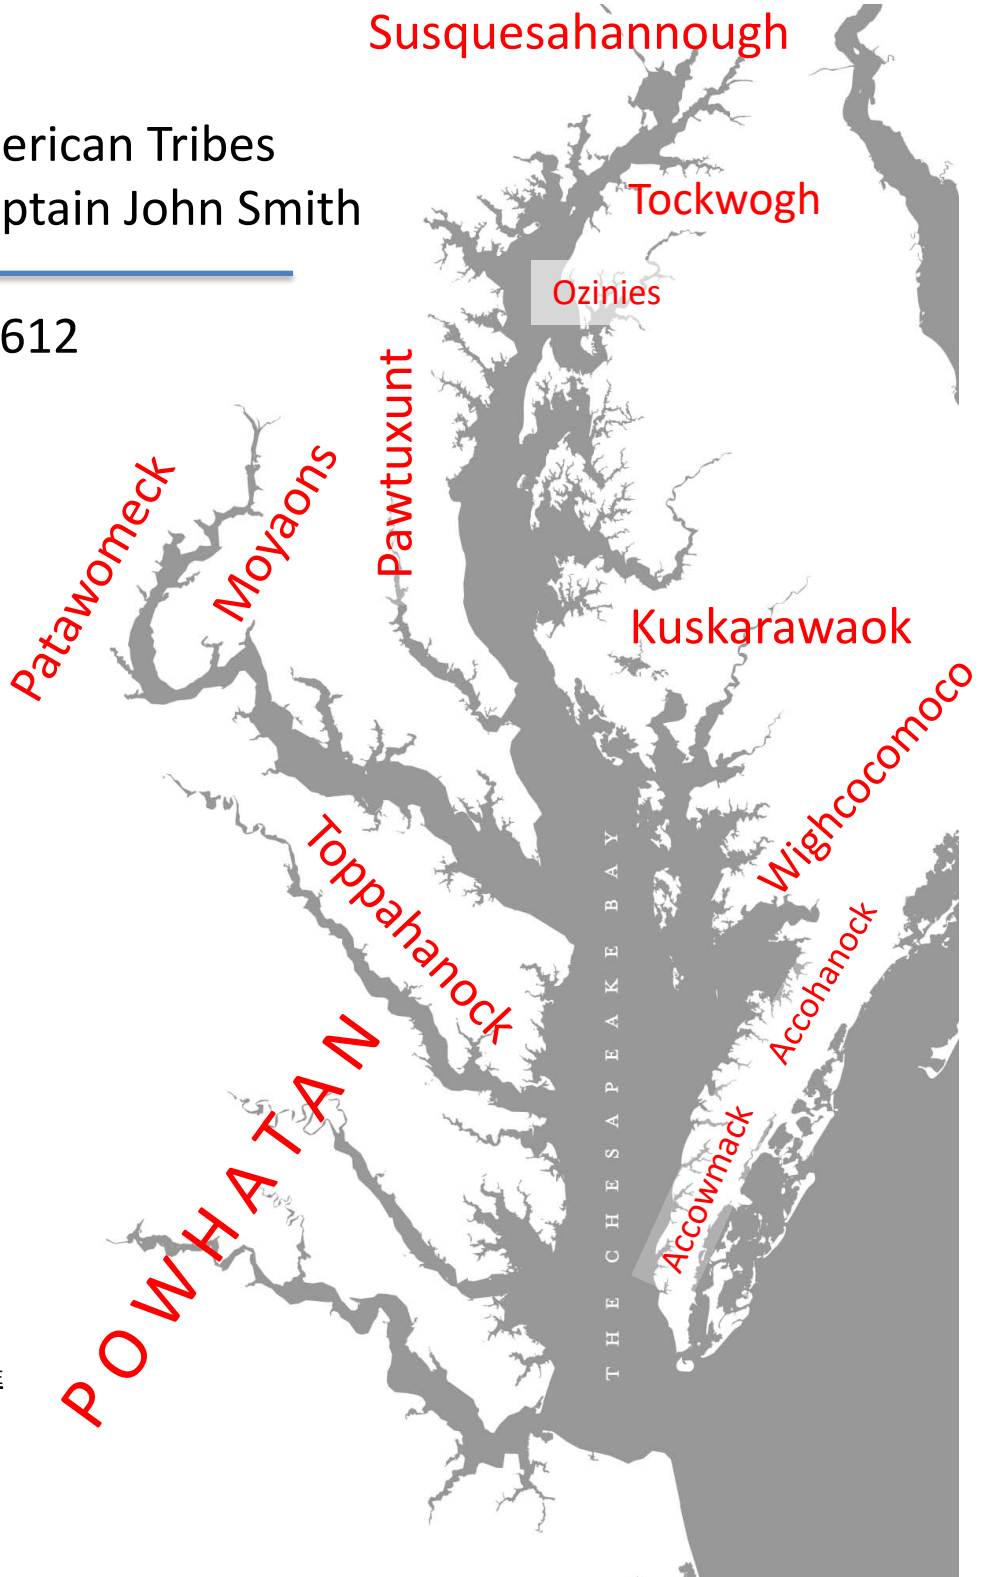 Susquesahannough
erican Tribes
ptain John Smith
Tockwogh
Ozinies
612
Pawtuxunt
Moyaons
Patawomeck
Kuskarawaok
Wighcocomoco
Toppahanock
Accohanock
POWHATAN
Accowmack
THE CHESAPEAKE BAY